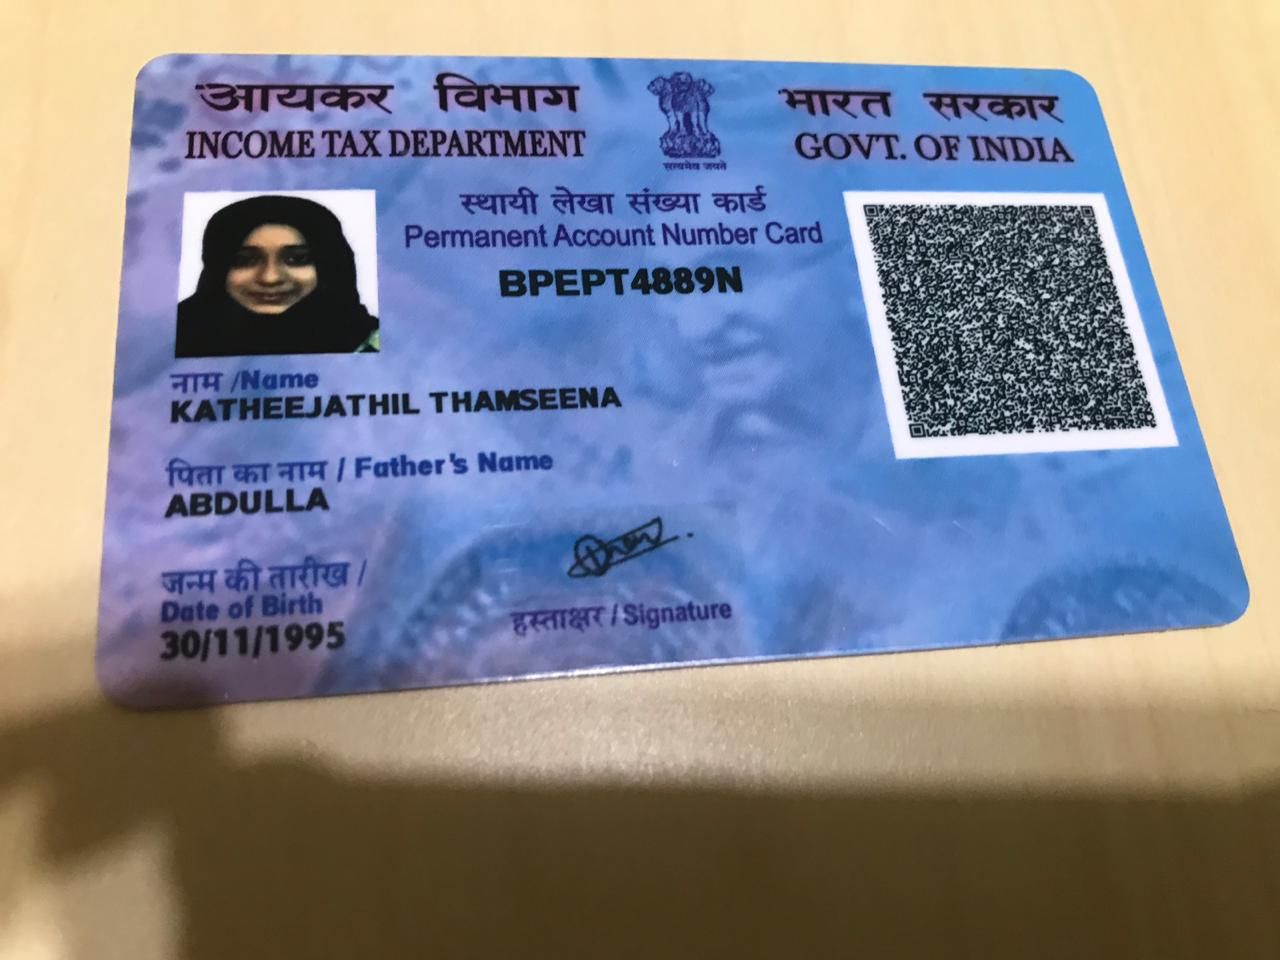 आयकर विभाग
INCOME TAX DEPARTMENT
सत्यमेव जयते
भारत सरकार
GOVT. OF INDIA
स्थायी लेखा संख्या कार्ड
Permanent Account Number Card
BPEPT4889N
नाम /Name
KATHEEJATHIL THAMSEENA
पिता का नाम / Father's Name
ABDULLA
जन्म की तारीख /
Date of Birth
30/11/1995
हस्ताक्षर / Signature